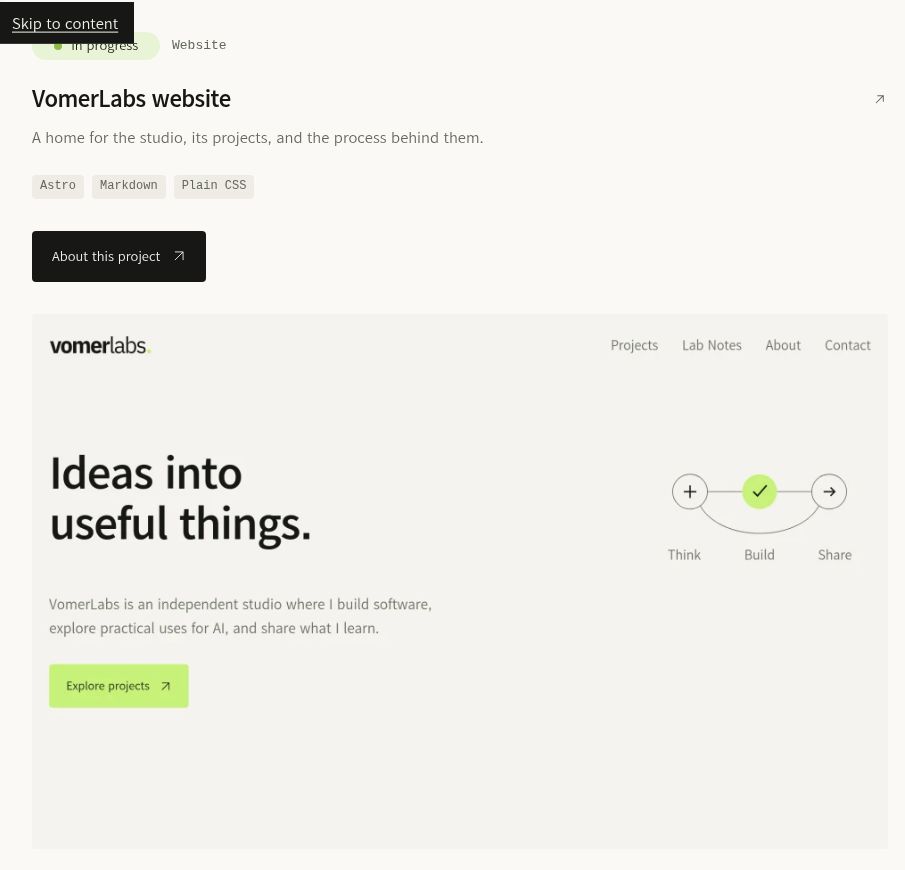 Skip to content
In progress
Website
VomerLabs website
A home for the studio, its projects, and the process behind them.
Astro
Markdown
Plain CSS
About this project
vomerlabs.
Projects
Lab Notes
About
Contact
Ideas into
useful things.
Think
Build
Share
VomerLabs is an independent studio where I build software,
explore practical uses for AI, and share what I learn.
Explore projects